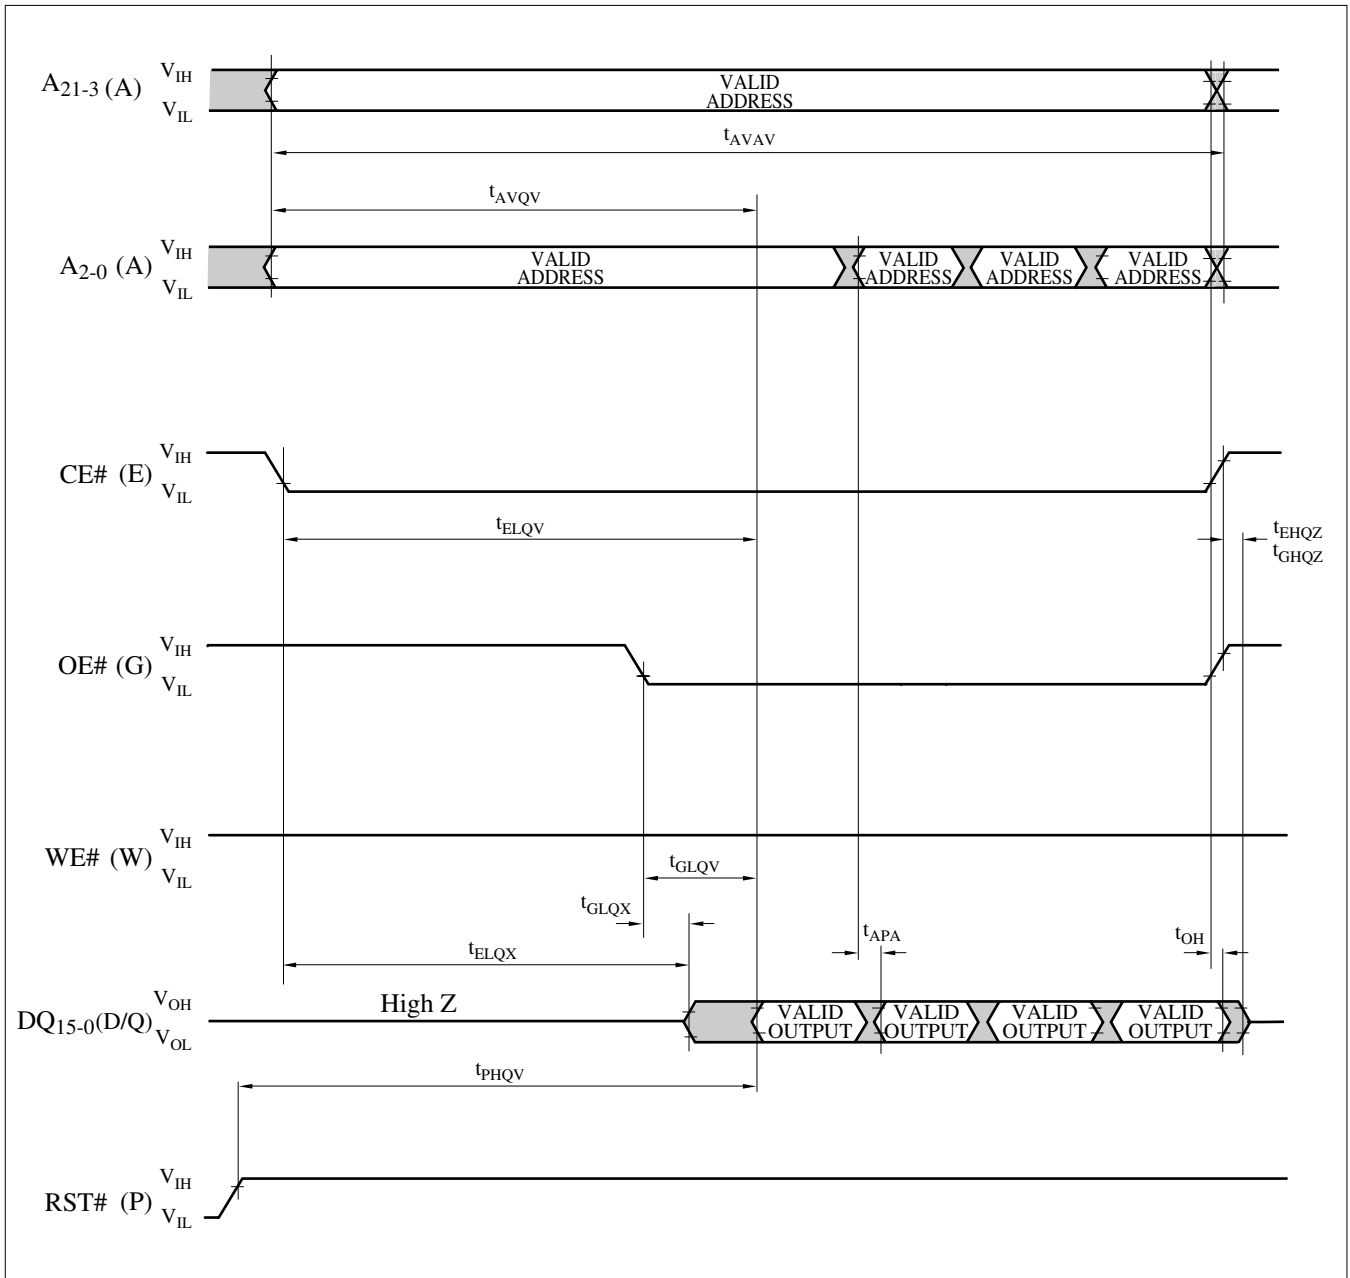 A21-3 (A) VIH VIL
VALID ADDRESS
tAVAV
tAVQV
A2-0 (A) VIH VIL
VALID ADDRESS
VALID ADDRESS
VALID ADDRESS
VALID ADDRESS
CE# (E) VIH VIL
tELQV
tEHQZ
tGHQZ
OE# (G) VIH VIL
WE# (W) VIH VIL
tGLQV
tGLQX
tELQX
tAPA
tOH
DQ15-0(D/Q) VOH VOL
High Z
VALID OUTPUT
VALID OUTPUT
VALID OUTPUT
VALID OUTPUT
tPHQV
RST# (P) VIH VIL